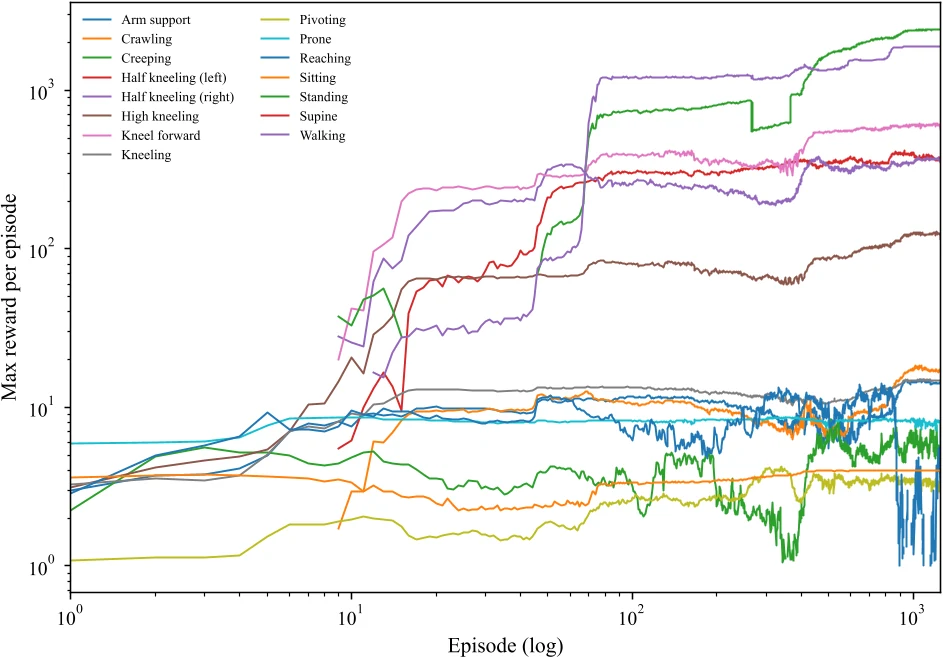 Arm support
Crawling
Creeping
Half kneeling (left)
Half kneeling (right)
High kneeling
Kneel forward
Kneeling
Pivoting
Prone
Reaching
Sitting
Standing
Supine
Walking
Max reward per episode
10³
10²
10¹
10⁰
10⁰ 10¹ 10² 10³
Episode (log)